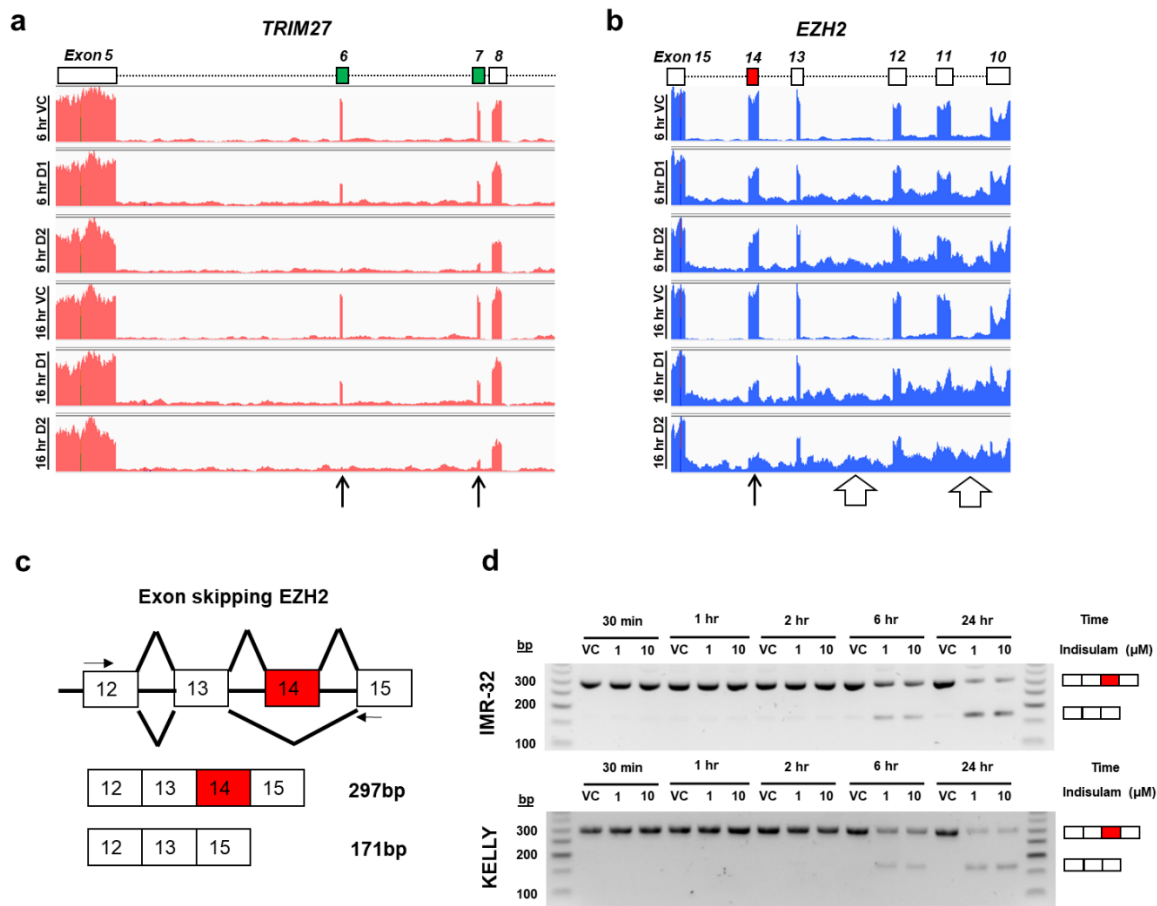 a
TRIM27
Exon 5 6 7 8
6 hr VC
6 hr D1
6 hr D2
16 hr VC
16 hr D1
16 hr D2
b
EZH2
Exon 15 14 13 12 11 10
6 hr VC
6 hr D1
6 hr D2
16 hr VC
16 hr D1
16 hr D2
c
Exon skipping EZH2
12 13 14 15
12 13 14 15 297bp
12 13 15 171bp
d
30 min 1 hr 2 hr 6 hr 24 hr Time
bp VC 1 10 VC 1 10 VC 1 10 VC 1 10 VC 1 10 Indisulam (µM)
300
200
100
IMR-32
30 min 1 hr 2 hr 6 hr 24 hr Time
bp VC 1 10 VC 1 10 VC 1 10 VC 1 10 VC 1 10 Indisulam (µM)
300
200
100
KELLY